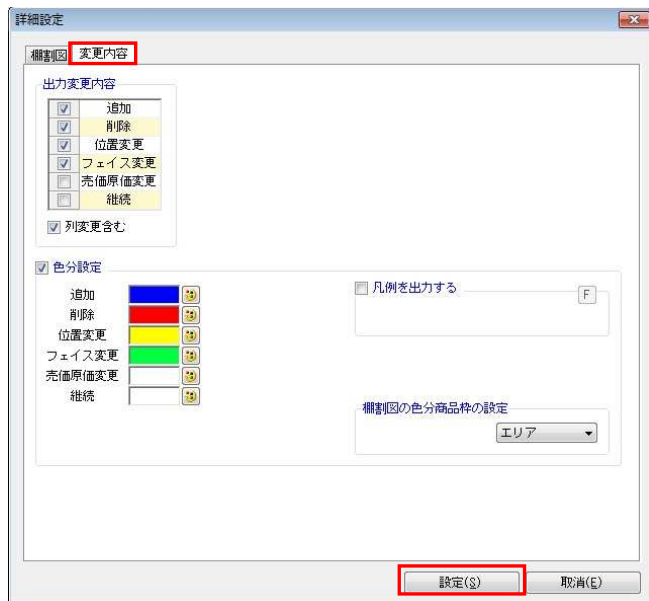 詳細設定
棚割図 変更内容
出力変更内容
追加
削除
位置変更
フェイス変更
売価原価変更
継続
列変更含む
色分設定
追加
削除
位置変更
フェイス変更
売価原価変更
継続
凡例を出力する
F
棚割図の色分商品枠の設定
エリア
設定(S) 取消(E)